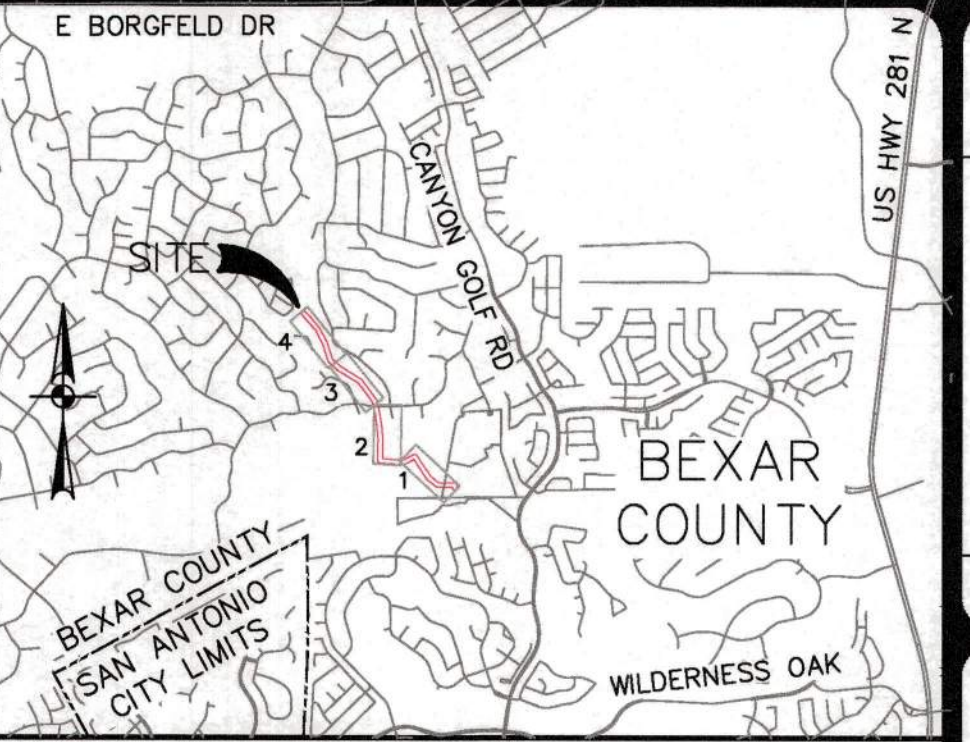 E BORGFELD DR
US HWY 281 N
CANYON GOLF RD
SITE
4
3
2
1
BEXAR
COUNTY
BEXAR COUNTY
SAN ANTONIO
CITY LIMITS
WILDERNESS OAK